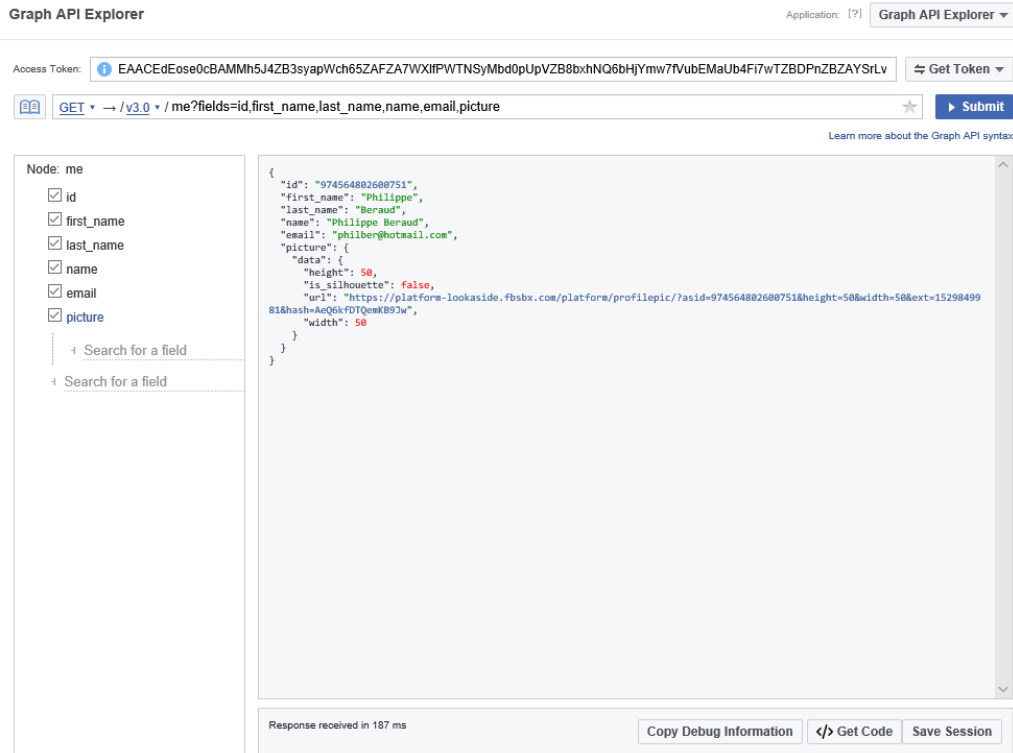 Graph API Explorer
Application: [?] Graph API Explorer
Access Token: EAACEdEose0cBAMMh5J4ZB3syapWch65ZAFZA7WXIfPWTNSyMbd0pUpVZB8bxhNQ6bHjYmw7fVubEMaUb4Fi7wTZBDPnZBZAYSrLv Get Token
GET → / v3.0 / me?fields=id,first_name,last_name,name,email,picture Submit
Learn more about the Graph API syntax
Node: me
id
first_name
last_name
name
email
picture
Search for a field
Search for a field
{
"id": "974564802600751",
"first_name": "Philippe",
"last_name": "Beraud",
"name": "Philippe Beraud",
"email": "philber@hotmail.com",
"picture": {
"data": {
"height": 50,
"is_silhouette": false,
"url": "https://platform-lookaside.fbsbx.com/platform/profilepic/?asid=974564802600751&height=50&width=50&ext=15298499
81&hash=AeQ6kfDTQemKB9Jw",
"width": 50
}
}
}
Response received in 187 ms
Copy Debug Information </> Get Code Save Session